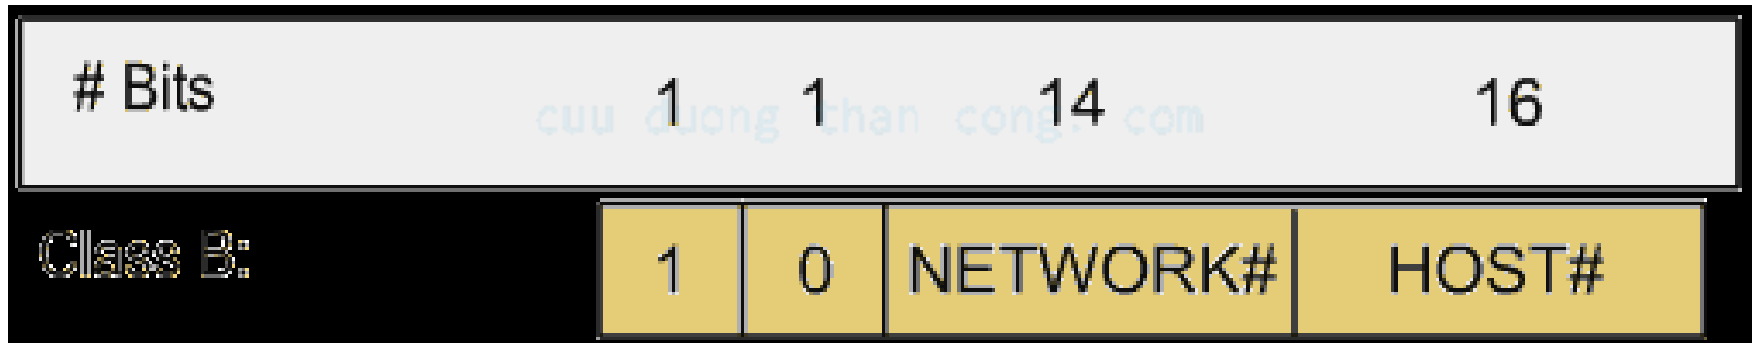 # Bits 1 1 14 16
cuu duong than cong. com
Class B: 1 0 NETWORK# HOST#